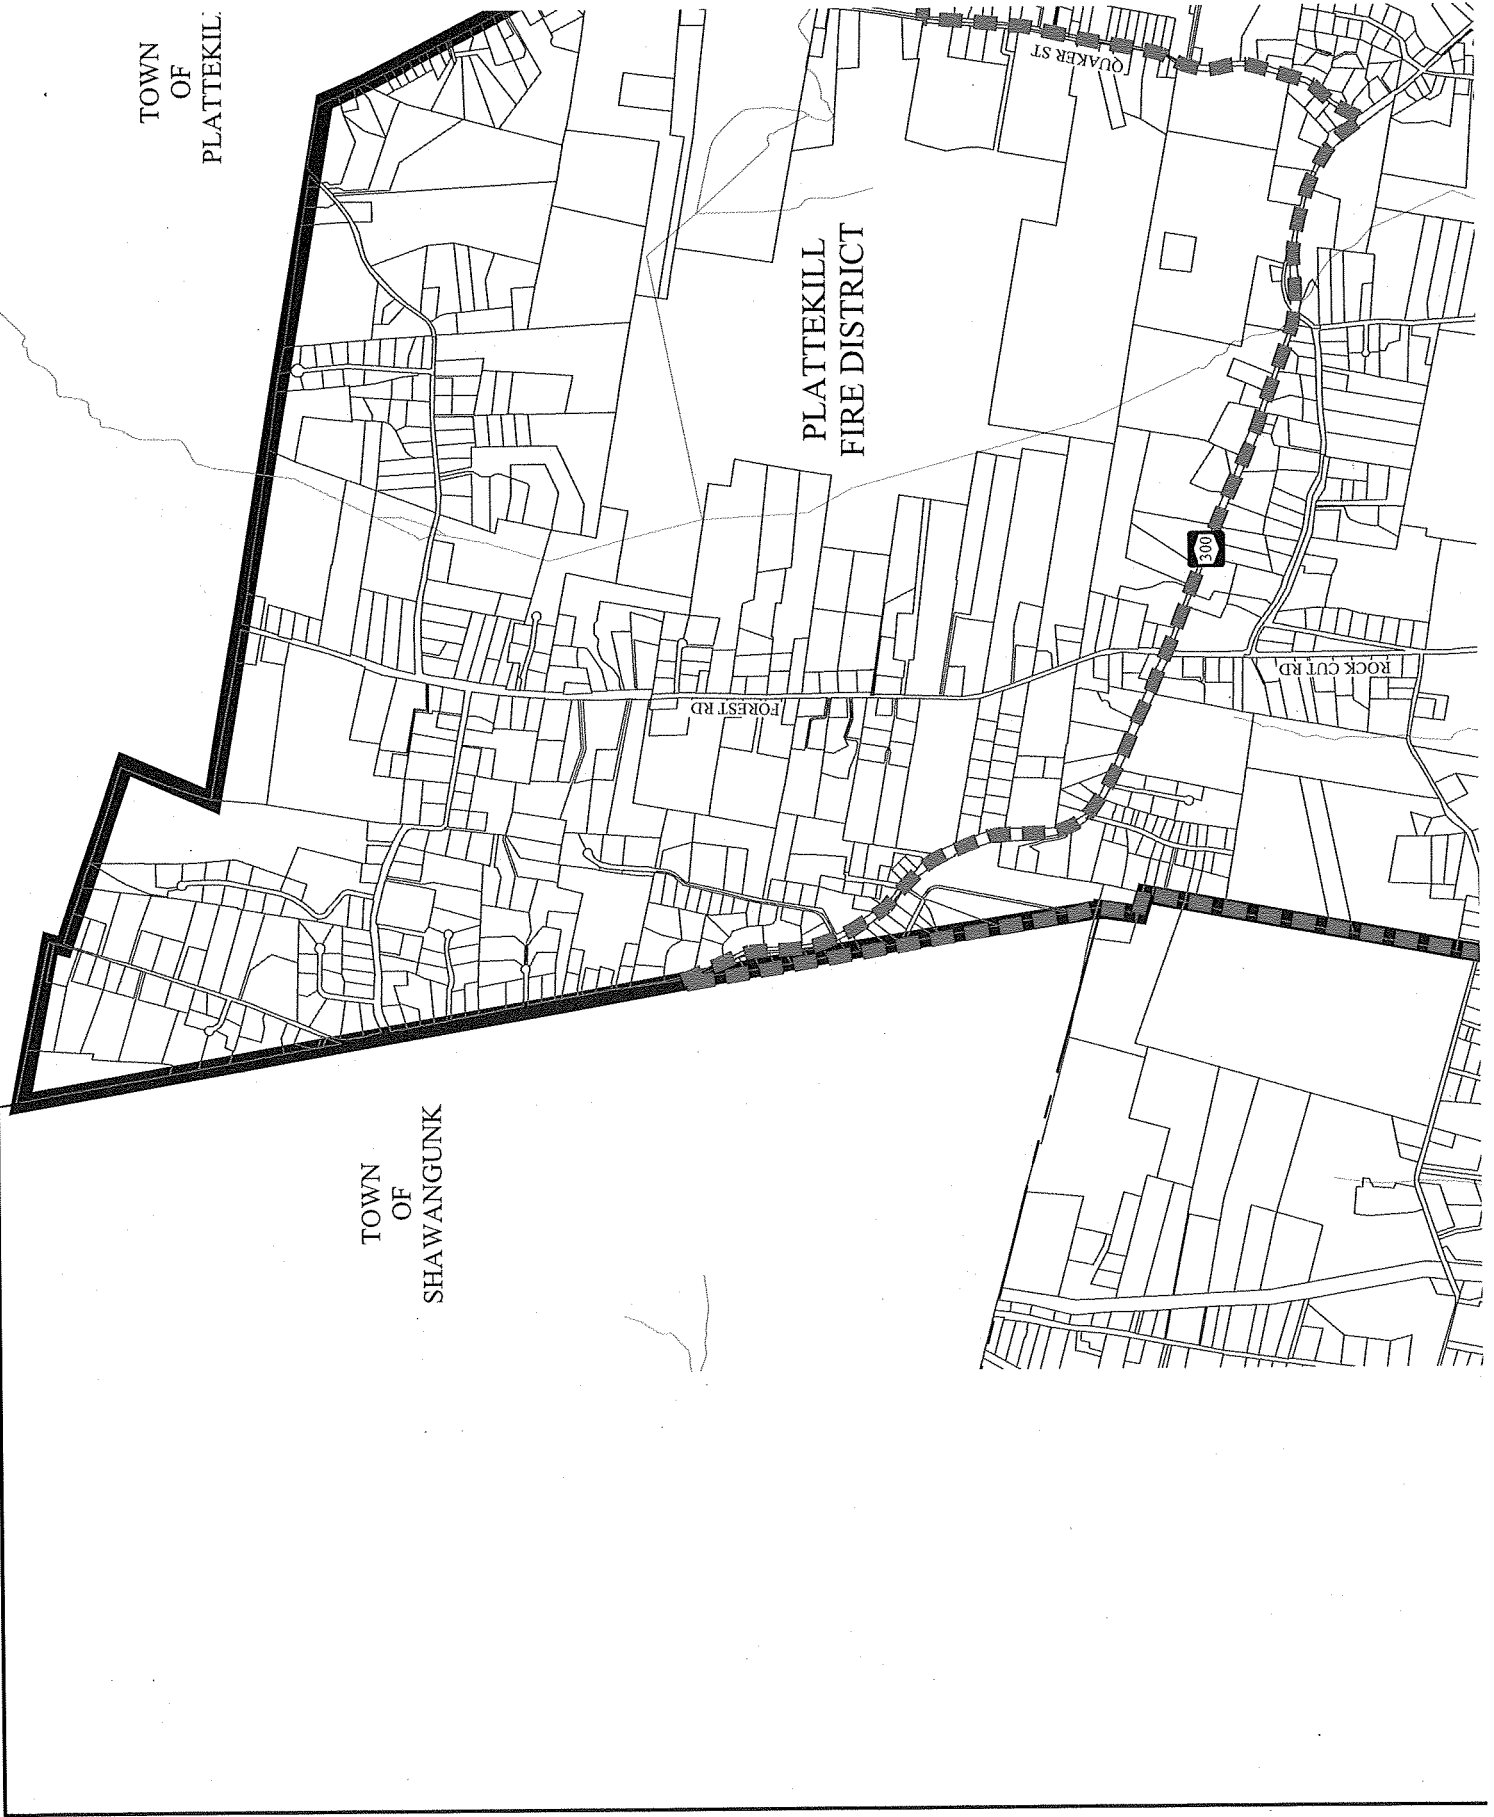 TOWN
OF
PLATTEKIL
TOWN
OF
SHAWANGUNK
PLATTEKILL
FIRE DISTRICT
QUAKER ST
FOREST RD
300
ROCK CUT RD